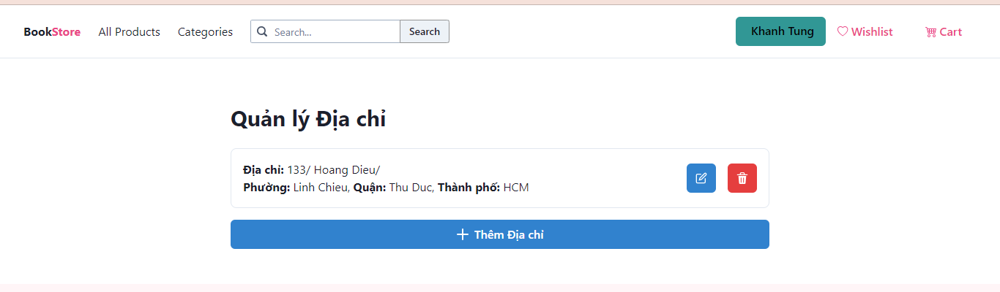 BookStore All Products Categories Search... Search Khanh Tung Wishlist Cart
Quản lý Địa chỉ
Địa chỉ: 133/ Hoang Dieu/
Phường: Linh Chieu, Quận: Thu Duc, Thành phố: HCM
Thêm Địa chỉ